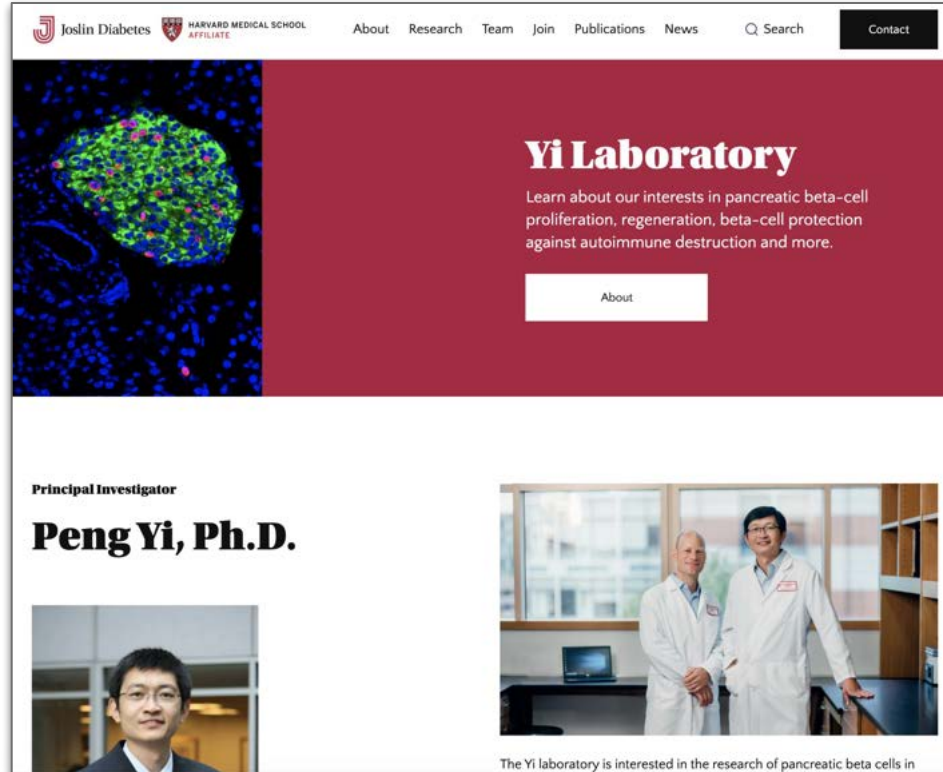 Joslin Diabetes
HARVARD MEDICAL SCHOOL
AFFILIATE
About Research Team Join Publications News Search Contact
Yi Laboratory
Learn about our interests in pancreatic beta-cell
proliferation, regeneration, beta-cell protection
against autoimmune destruction and more.
About
Principal Investigator
Peng Yi, Ph.D.
The Yi laboratory is interested in the research of pancreatic beta cells in